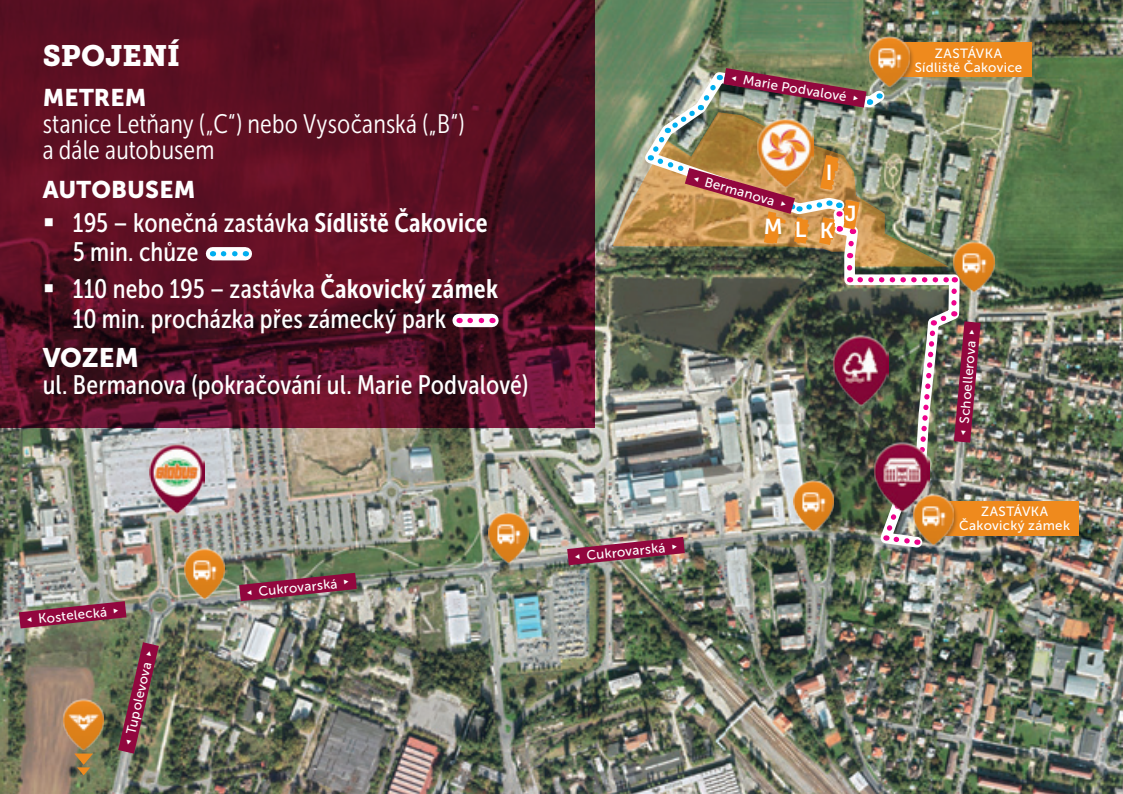 SPOJENÍ
METREM
stanice Letňany („C“) nebo Vysočanská („B“)
a dále autobusem
AUTOBUSEM
▪ 195 – konečná zastávka Sídliště Čakovice
5 min. chůze
▪ 110 nebo 195 – zastávka Čakovický zámek
10 min. procházka přes zámecký park
VOZEM
ul. Bermanova (pokračování ul. Marie Podvalové)
ZASTÁVKA
Sídliště Čakovice
Marie Podvalové
Bermanova
I
J
M L K
Schoellerova
globus
ZASTÁVKA
Čakovický zámek
Cukrovarská
Cukrovarská
Kostelecká
Tupolevova
M